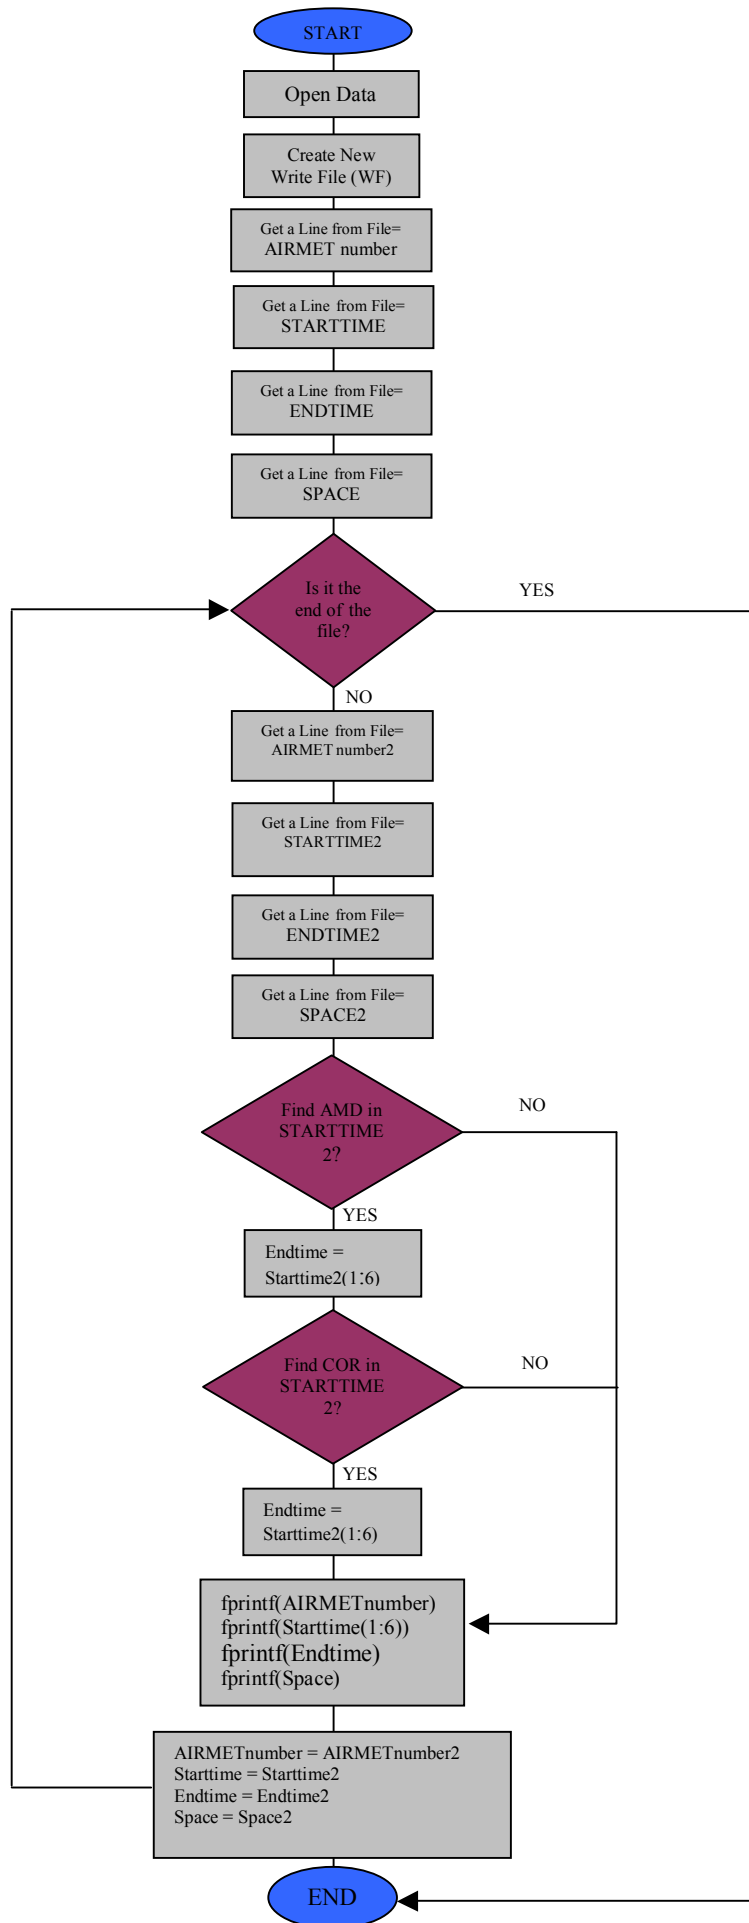 START
Open Data
Create New
Write File (WF)
Get a Line from File=
AIRMET number
Get a Line from File=
STARTTIME
Get a Line from File=
ENDTIME
Get a Line from File=
SPACE
Is it the
end of the
file?
YES
NO
Get a Line from File=
AIRMET number2
Get a Line from File=
STARTTIME2
Get a Line from File=
ENDTIME2
Get a Line from File=
SPACE2
Find AMD in
STARTTIME
2?
NO
YES
Endtime =
Starttime2(1:6)
Find COR in
STARTTIME
2?
NO
YES
Endtime =
Starttime2(1:6)
fprintf(AIRMETnumber)
fprintf(Starttime(1:6))
fprintf(Endtime)
fprintf(Space)
AIRMETnumber = AIRMETnumber2
Starttime = Starttime2
Endtime = Endtime2
Space = Space2
END